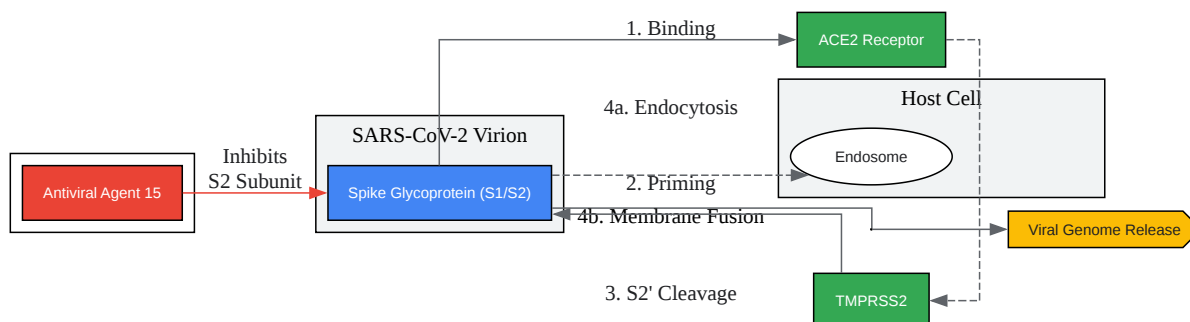 1. Binding
ACE2 Receptor
4a. Endocytosis
Host Cell
SARS-CoV-2 Virion
Endosome
Inhibits
S2 Subunit
Antiviral Agent 15
Spike Glycoprotein (S1/S2)
2. Priming
4b. Membrane Fusion
Viral Genome Release
3. S2' Cleavage
TMPRSS2